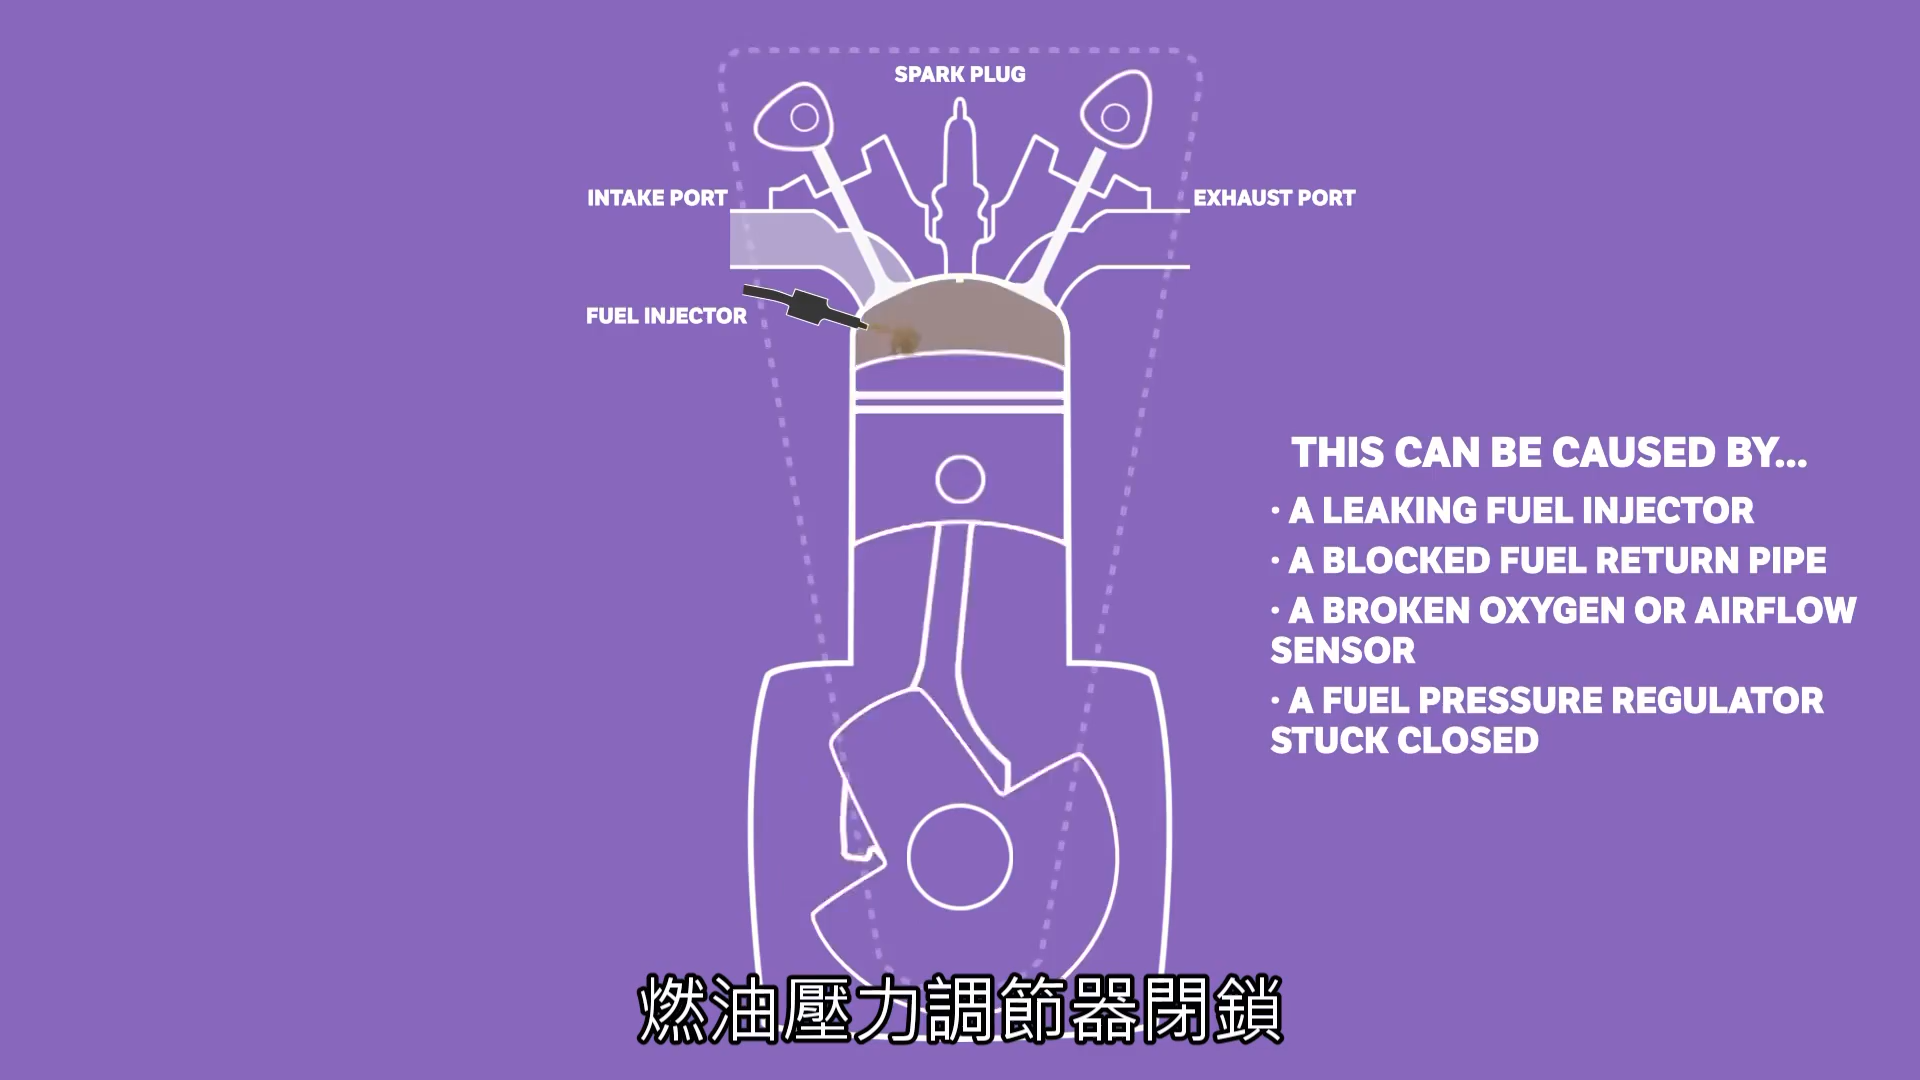 SPARK PLUG
INTAKE PORT
EXHAUST PORT
FUEL INJECTOR
THIS CAN BE CAUSED BY...
· A LEAKING FUEL INJECTOR
· A BLOCKED FUEL RETURN PIPE
· A BROKEN OXYGEN OR AIRFLOW
SENSOR
· A FUEL PRESSURE REGULATOR
STUCK CLOSED
燃油壓力調節器閉鎖